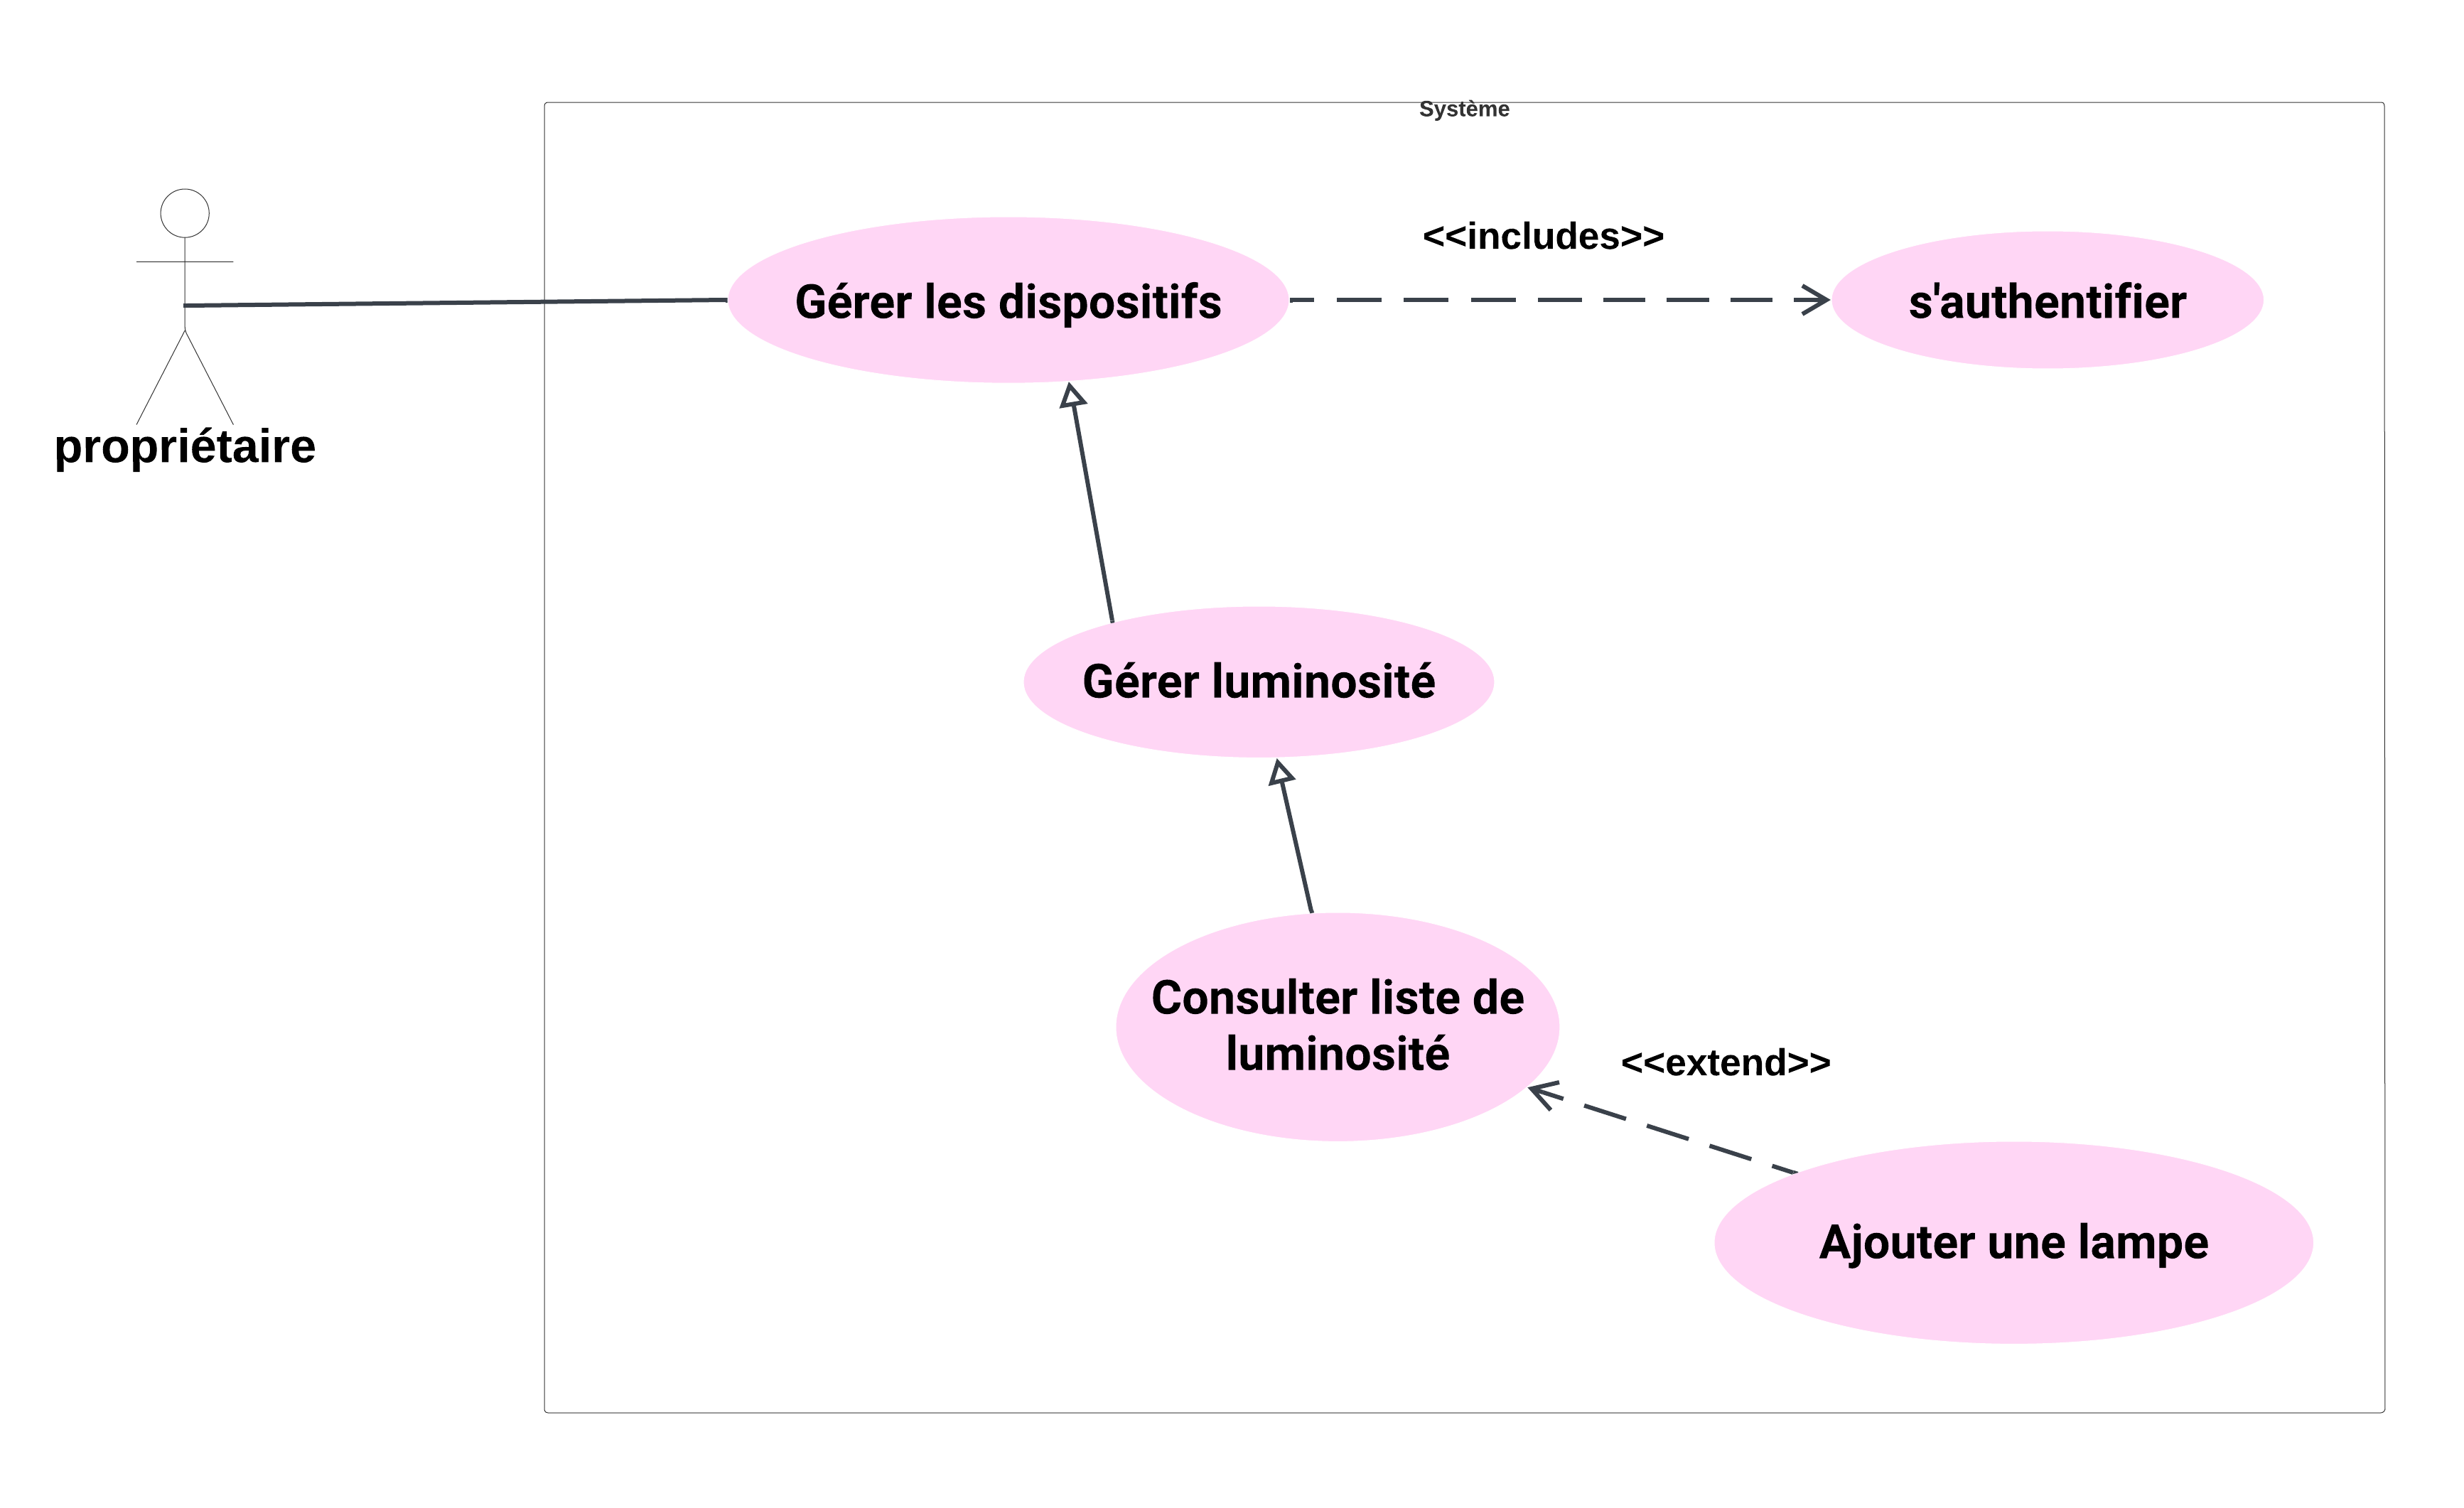 Système
<<includes>>
Gérer les dispositifs
s'authentifier
propriétaire
Gérer luminosité
Consulter liste de
luminosité
<<extend>>
Ajouter une lampe